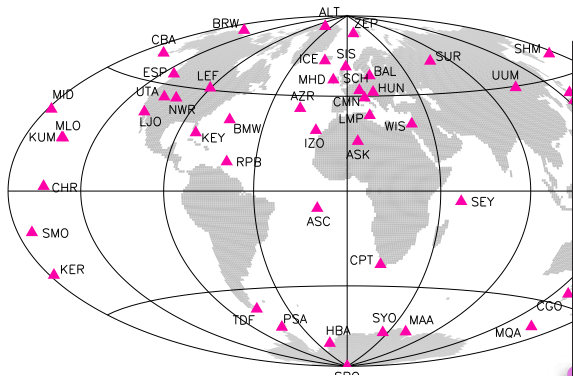 ALT
BRW
ZEP
CBA
ICE
SIS
SUR
SHM
ESP
LEF
MHD
SCH
BAL
UUM
UTA
NWR
AZR
CMN
HUN
MID
LJO
MLO
KUM
KEY
BMW
IZO
LMP
WIS
ASK
RPB
CHR
SEY
ASC
SMO
KER
CPT
CGO
TDF
PSA
HBA
SYO
MAA
MQA